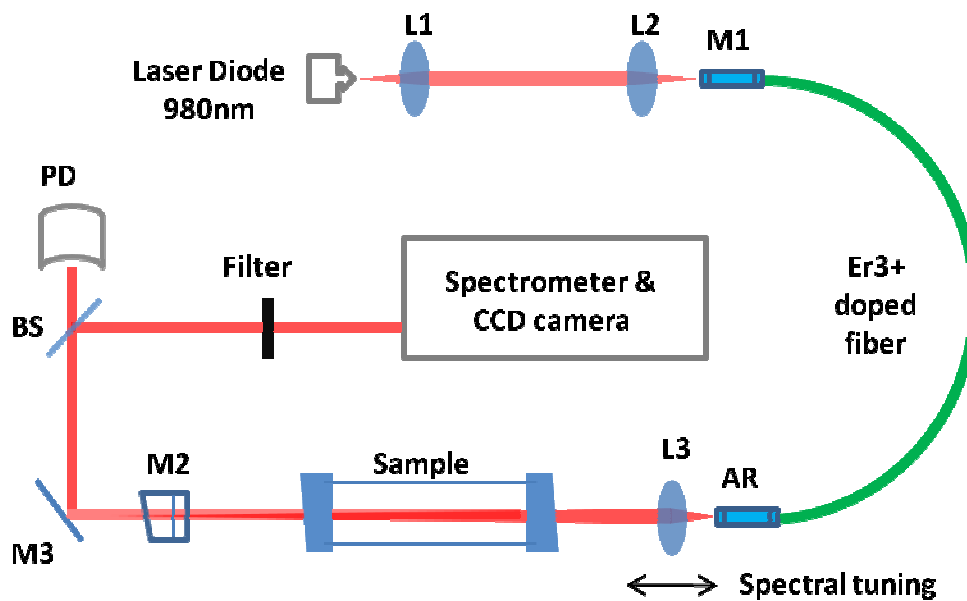 L1
L2
M1
Laser Diode
980nm
PD
Filter
Spectrometer &
CCD camera
BS
Er3+
doped
fiber
M2
Sample
L3
AR
M3
Spectral tuning